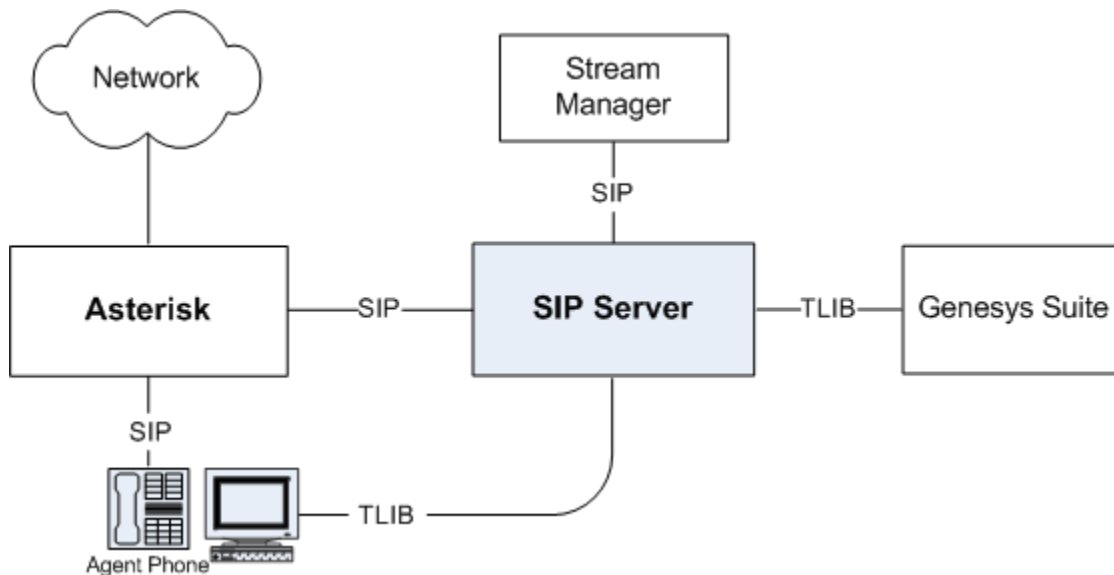 Network
Stream
Manager
SIP
Asterisk
SIP
SIP Server
TLIB
Genesys Suite
SIP
TLIB
Agent Phone